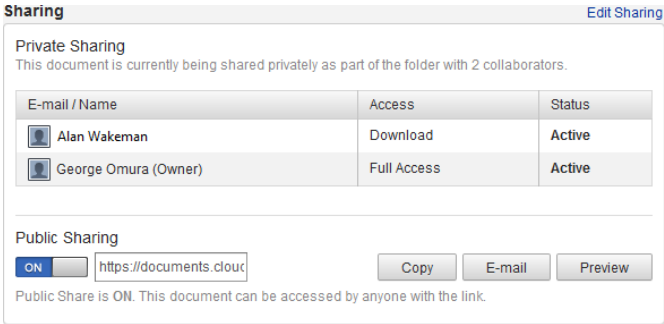 Sharing Edit Sharing
Private Sharing
This document is currently being shared privately as part of the folder with 2 collaborators.
E-mail / Name Access Status
Alan Wakeman Download Active
George Omura (Owner) Full Access Active
Public Sharing
ON https://documents.clouc Copy E-mail Preview
Public Share is ON. This document can be accessed by anyone with the link.